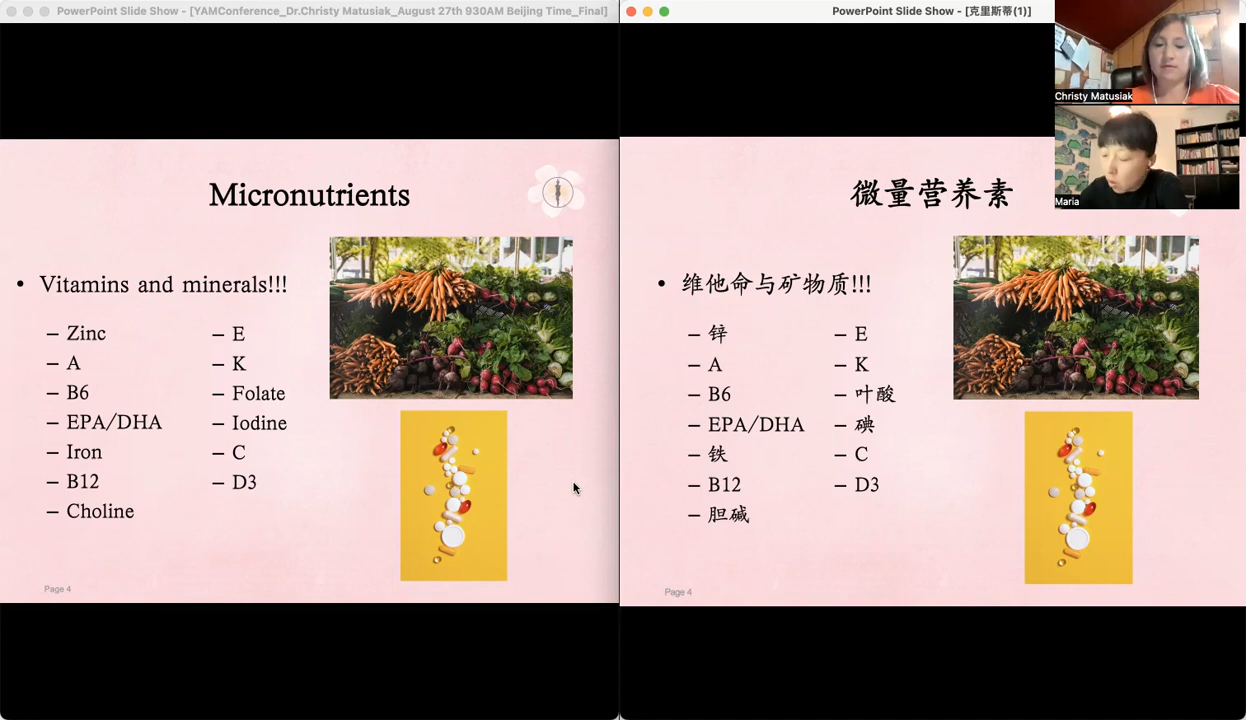 PowerPoint Slide Show - [YAMConference_Dr.Christy Matusiak_August 27th 930AM Beijing Time_Final]
Micronutrients
• Vitamins and minerals!!!
– Zinc
– A
– B6
– EPA/DHA
– Iron
– B12
– Choline
– E
– K
– Folate
– Iodine
– C
– D3
Page 4
PowerPoint Slide Show - [克里斯蒂(1)]
Christy Matusiak
Maria
微量营养素
• 维他命与矿物质!!!
– 锌
– A
– B6
– EPA/DHA
– 铁
– B12
– 胆碱
– E
– K
– 叶酸
– 碘
– C
– D3
Page 4